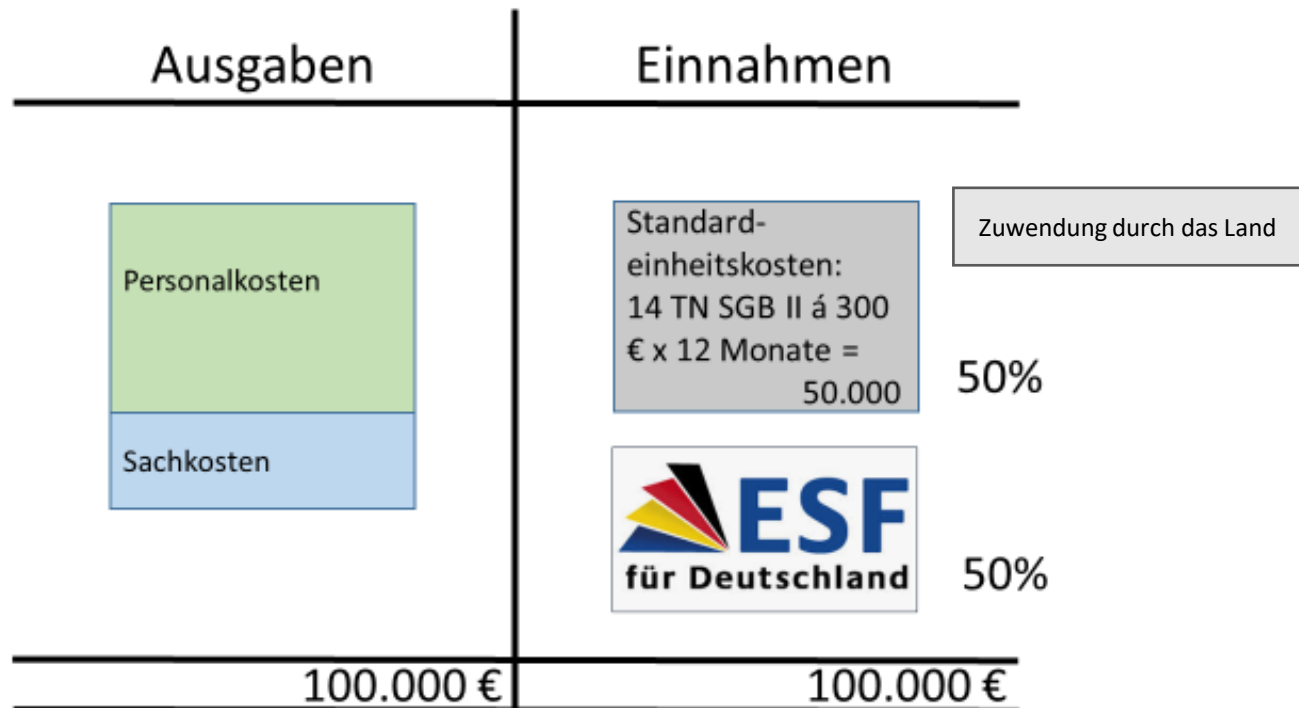 Ausgaben
Einnahmen
Personalkosten
Sachkosten
Standard-
einheitskosten:
14 TN SGB II á 300
€ x 12 Monate =
50.000
Zuwendung durch das Land
50%
ESF
für Deutschland
50%
100.000 €
100.000 €